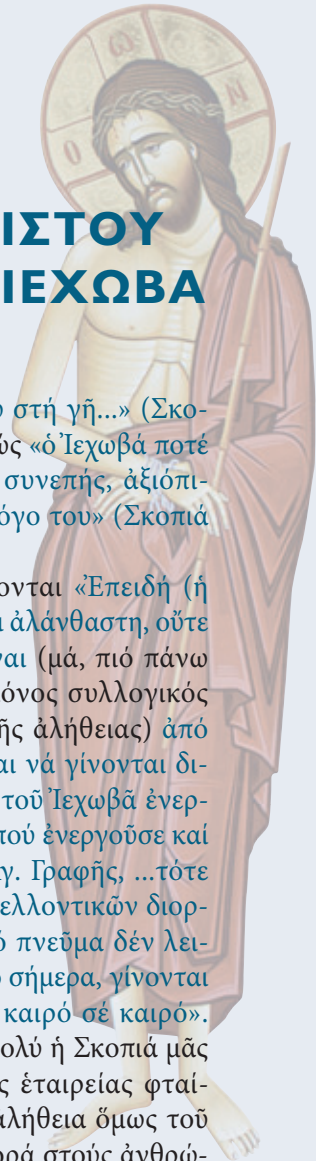 Ο Ω Ν
ΙΣΤΟΥ
ΙΕΧΩΒΑ
στή γῆ...» (Σκο-
«ὁ Ἰεχωβά ποτέ
συνεπής, ἀξιόπι-
όγο του» (Σκοπιά
ονται «Ἐπειδή (ἡ
ι ἀλάνθαστη, οὔτε
ναι (μά, πιό πάνω
όνος συλλογικός
ῆς ἀλήθειας) ἀπό
αι νά γίνονται δι-
τοῦ Ἰεχωβᾶ ἐνερ-
πού ἐνεργοῦσε καί
γ. Γραφῆς, ...τότε
ελλοντικῶν διορ-
ό πνεῦμα δέν λει-
σήμερα, γίνονται
καιρό σέ καιρό».
ολύ ἡ Σκοπιά μᾶς
ς ἑταιρείας φταί-
αλήθεια ὅμως τοῦ
ορά στούς ἀνθρώ-